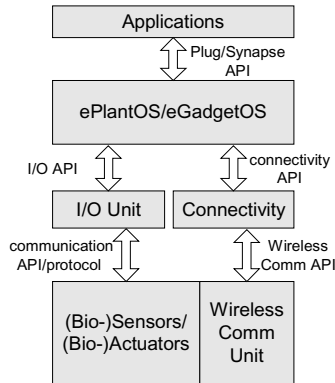 Applications
Plug/Synapse
API
ePlantOS/eGadgetOS
I/O API
connectivity
API
I/O Unit
Connectivity
communication
API/protocol
Wireless
Comm API
(Bio-)Sensors/
(Bio-)Actuators
Wireless
Comm
Unit